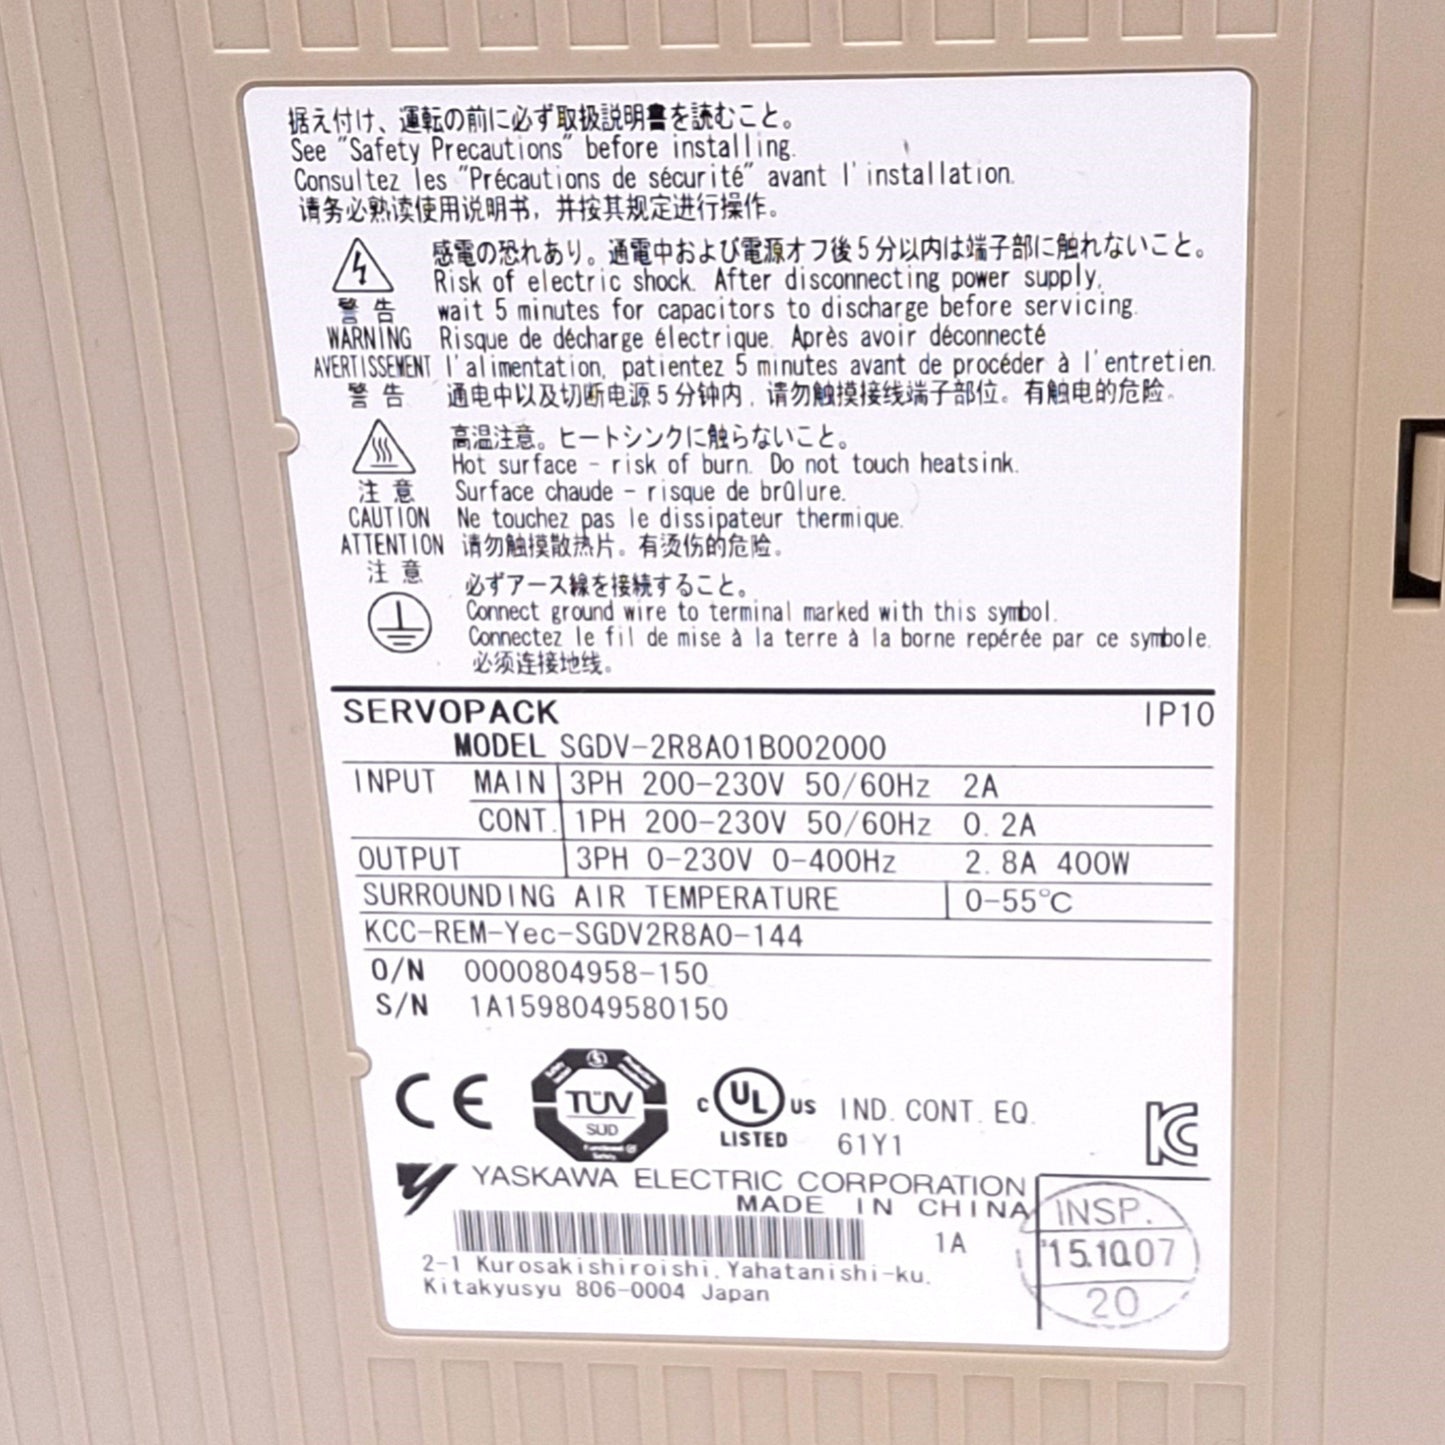 据え付け、運転の前に必ず取扱説明書を読むこと。
See "Safety Precautions" before installing.
Consultez les "Précautions de sécurité" avant l'installation.
请务必熟读使用说明书，并按其规定进行操作。
感電の恐れあり。通電中および電源オフ後5分以内は端子部に触れないこと。
Risk of electric shock. After disconnecting power supply,
警告 wait 5 minutes for capacitors to discharge before servicing.
WARNING Risque de décharge électrique. Après avoir déconnecté
AVERTISSEMENT l'alimentation, patientez 5 minutes avant de procéder à l'entretien.
警告 通电中以及切断电源5分钟内，请勿触摸接线端子部位。有触电的危险。
高温注意。ヒートシンクに触らないこと。
Hot surface - risk of burn. Do not touch heatsink.
注意 Surface chaude - risque de brûlure.
CAUTION Ne touchez pas le dissipateur thermique.
ATTENTION 请勿触摸散热片。有烫伤的危险。
注意
必ずアース線を接続すること。
Connect ground wire to terminal marked with this symbol.
Connectez le fil de mise à la terre à la borne repérée par ce symbole.
必须连接地线。
SERVOPACK IP10
MODEL SGDV-2R8A01B002000
INPUT MAIN 3PH 200-230V 50/60Hz 2A
CONT. 1PH 200-230V 50/60Hz 0.2A
OUTPUT 3PH 0-230V 0-400Hz 2.8A 400W
SURROUNDING AIR TEMPERATURE 0-55℃
KCC-REM-Yec-SGDV2R8A0-144
O/N 0000804958-150
S/N 1A1598049580150
CE TÜV SUD Functional Safety C UL US LISTED IND. CONT. EQ. 61Y1 KC
YASKAWA ELECTRIC CORPORATION
MADE IN CHINA
1A
2-1 Kurosakishiroishi, Yahatanishi-ku,
Kitakyusyu 806-0004 Japan
INSP.
'15.10.07
20